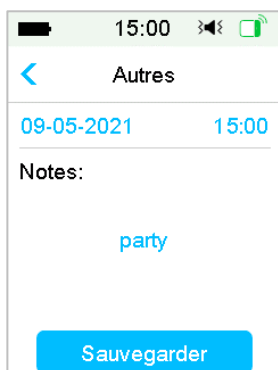 15:00
Autres
09-05-2021 15:00
Notes:
party
Sauvegarder